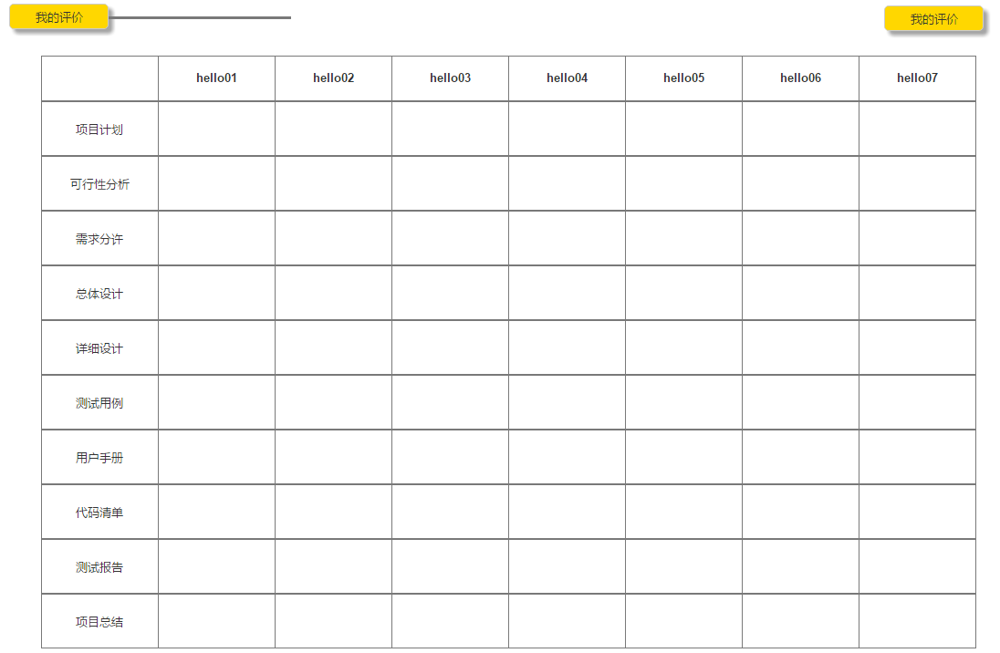 我的评价
我的评价
hello01 hello02 hello03 hello04 hello05 hello06 hello07
项目计划
可行性分析
需求分许
总体设计
详细设计
测试用例
用户手册
代码清单
测试报告
项目总结